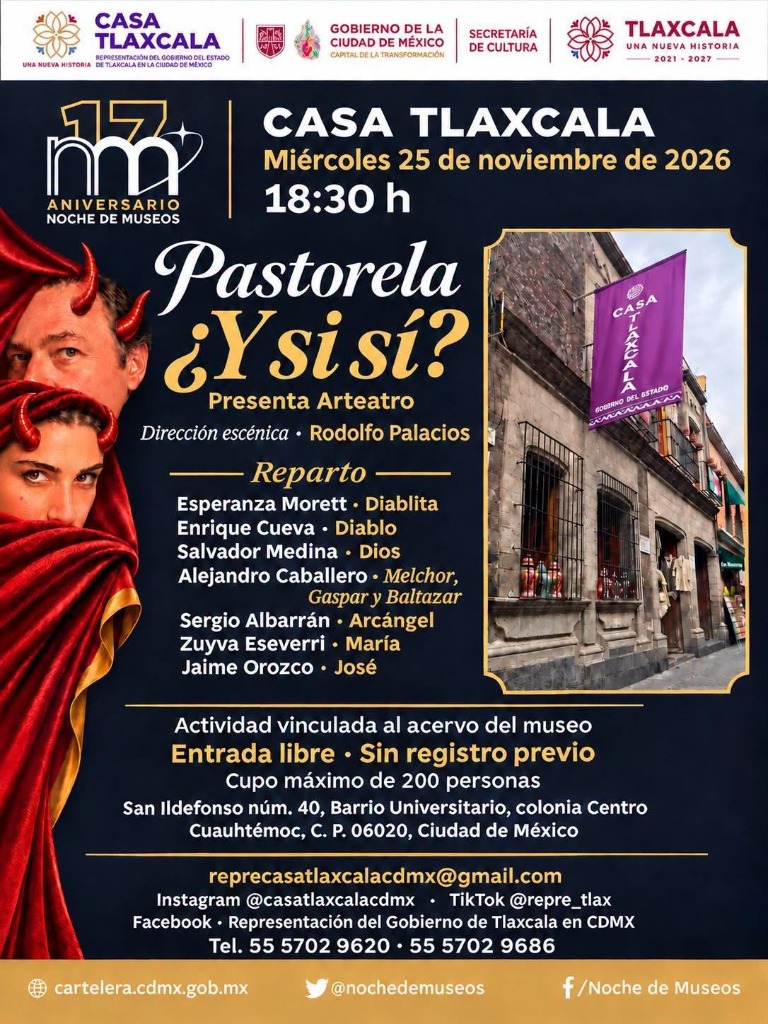 CASA
TLAXCALA
UNA NUEVA HISTORIA
REPRESENTACIÓN DEL GOBIERNO DEL ESTADO
DE TLAXCALA EN LA CIUDAD DE MÉXICO
GOBIERNO DE LA
CIUDAD DE MÉXICO
CAPITAL DE LA TRANSFORMACIÓN
SECRETARÍA
DE CULTURA
TLAXCALA
UNA NUEVA HISTORIA
2021 - 2027
17
nm
ANIVERSARIO
NOCHE DE MUSEOS
CASA TLAXCALA
Miércoles 25 de noviembre de 2026
18:30 h
Pastorela
¿Y si sí?
Presenta Arteatro
Dirección escénica • Rodolfo Palacios
Reparto
Esperanza Morett • Diablita
Enrique Cueva • Diablo
Salvador Medina • Dios
Alejandro Caballero • Melchor,
Gaspar y Baltazar
Sergio Albarrán • Arcángel
Zuyva Eseverri • María
Jaime Orozco • José
CASA
TLAXCALA
GOBIERNO DEL ESTADO
Actividad vinculada al acervo del museo
Entrada libre • Sin registro previo
Cupo máximo de 200 personas
San Ildefonso núm. 40, Barrio Universitario, colonia Centro
Cuauhtémoc, C. P. 06020, Ciudad de México
reprecasatlaxcalacdmx@gmail.com
Instagram @casatlaxcalacdmx • TikTok @repre_tlax
Facebook • Representación del Gobierno de Tlaxcala en CDMX
Tel. 55 5702 9620 • 55 5702 9686
cartelera.cdmx.gob.mx
@nochedemuseos
/Noche de Museos